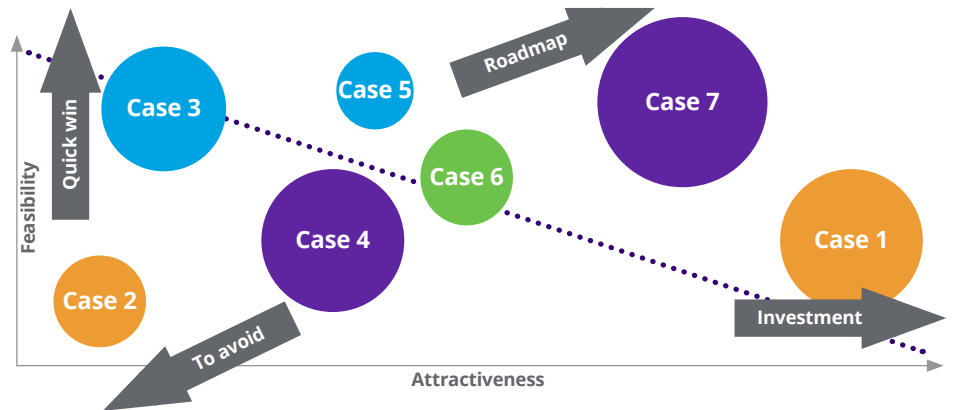 Roadmap
Case 5
Case 3
Case 7
Quick win
Case 6
Feasibility
Case 4
Case 1
Case 2
Investment
To avoid
Attractiveness